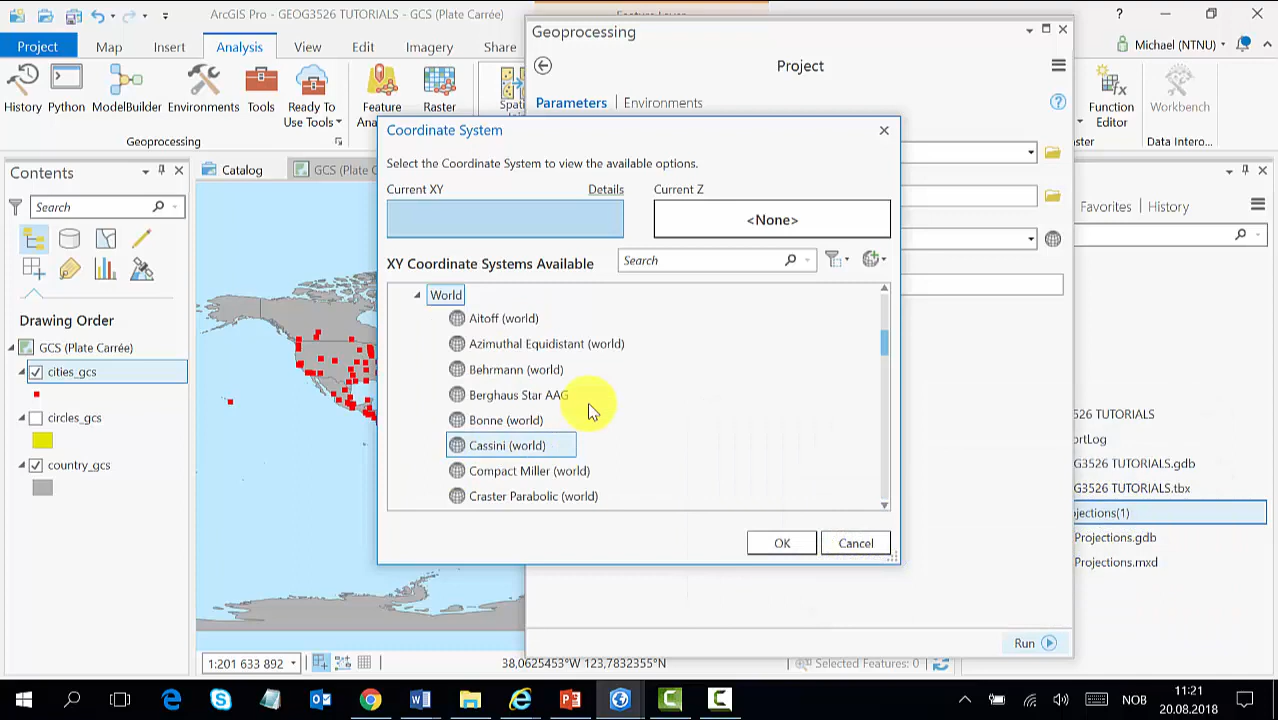 ArcGIS Pro - GEOG3526 TUTORIALS - GCS (Plate Carrée)
Feature Layer
?
Project
Map
Insert
Analysis
View
Edit
Imagery
Share
Michael (NTNU)
History
Python
ModelBuilder
Environments
Tools
Ready To
Use Tools
Feature
Ana
Raster
Function
Editor
Workbench
Geoprocessing
Data Intero...
Geoprocessing
Project
Parameters | Environments
?
Coordinate System
Select the Coordinate System to view the available options.
Current XY
Details
Current Z
<None>
XY Coordinate Systems Available
Search
World
Aitoff (world)
Azimuthal Equidistant (world)
Behrmann (world)
Berghaus Star AAG
Bonne (world)
Cassini (world)
Compact Miller (world)
Craster Parabolic (world)
OK
Cancel
Run
Contents
Search
Drawing Order
GCS (Plate Carrée)
cities_gcs
circles_gcs
country_gcs
Catalog
GCS (Plate C
Favorites | History
TUTORIALS
ortLog
G3526 TUTORIALS.gdb
G3526 TUTORIALS.tbx
jections(1)
Projections.gdb
Projections.mxd
1:201 633 892
38,0625453°W 123,7832355°N
Selected Features: 0
NOB
11:21
20.08.2018